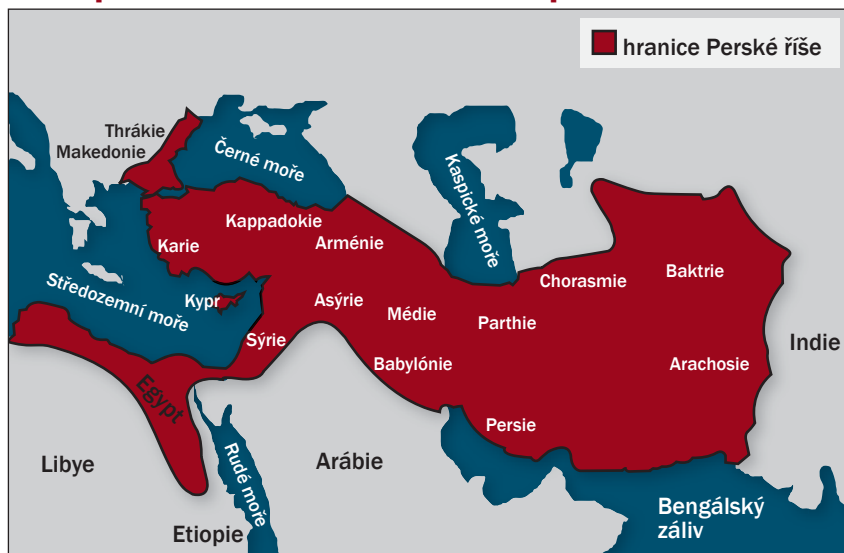 hranice Perské říše
Thrákie
Makedonie
Černé moře
Kaspické moře
Kappadokie
Karie
Arménie
Chorasmie
Baktrie
Středozemní moře
Kypr
Asýrie
Médie
Parthie
Sýrie
Indie
Babylónie
Arachosie
Egypt
Persie
Libye
Rudé moře
Arábie
Etiopie
Bengálský
záliv